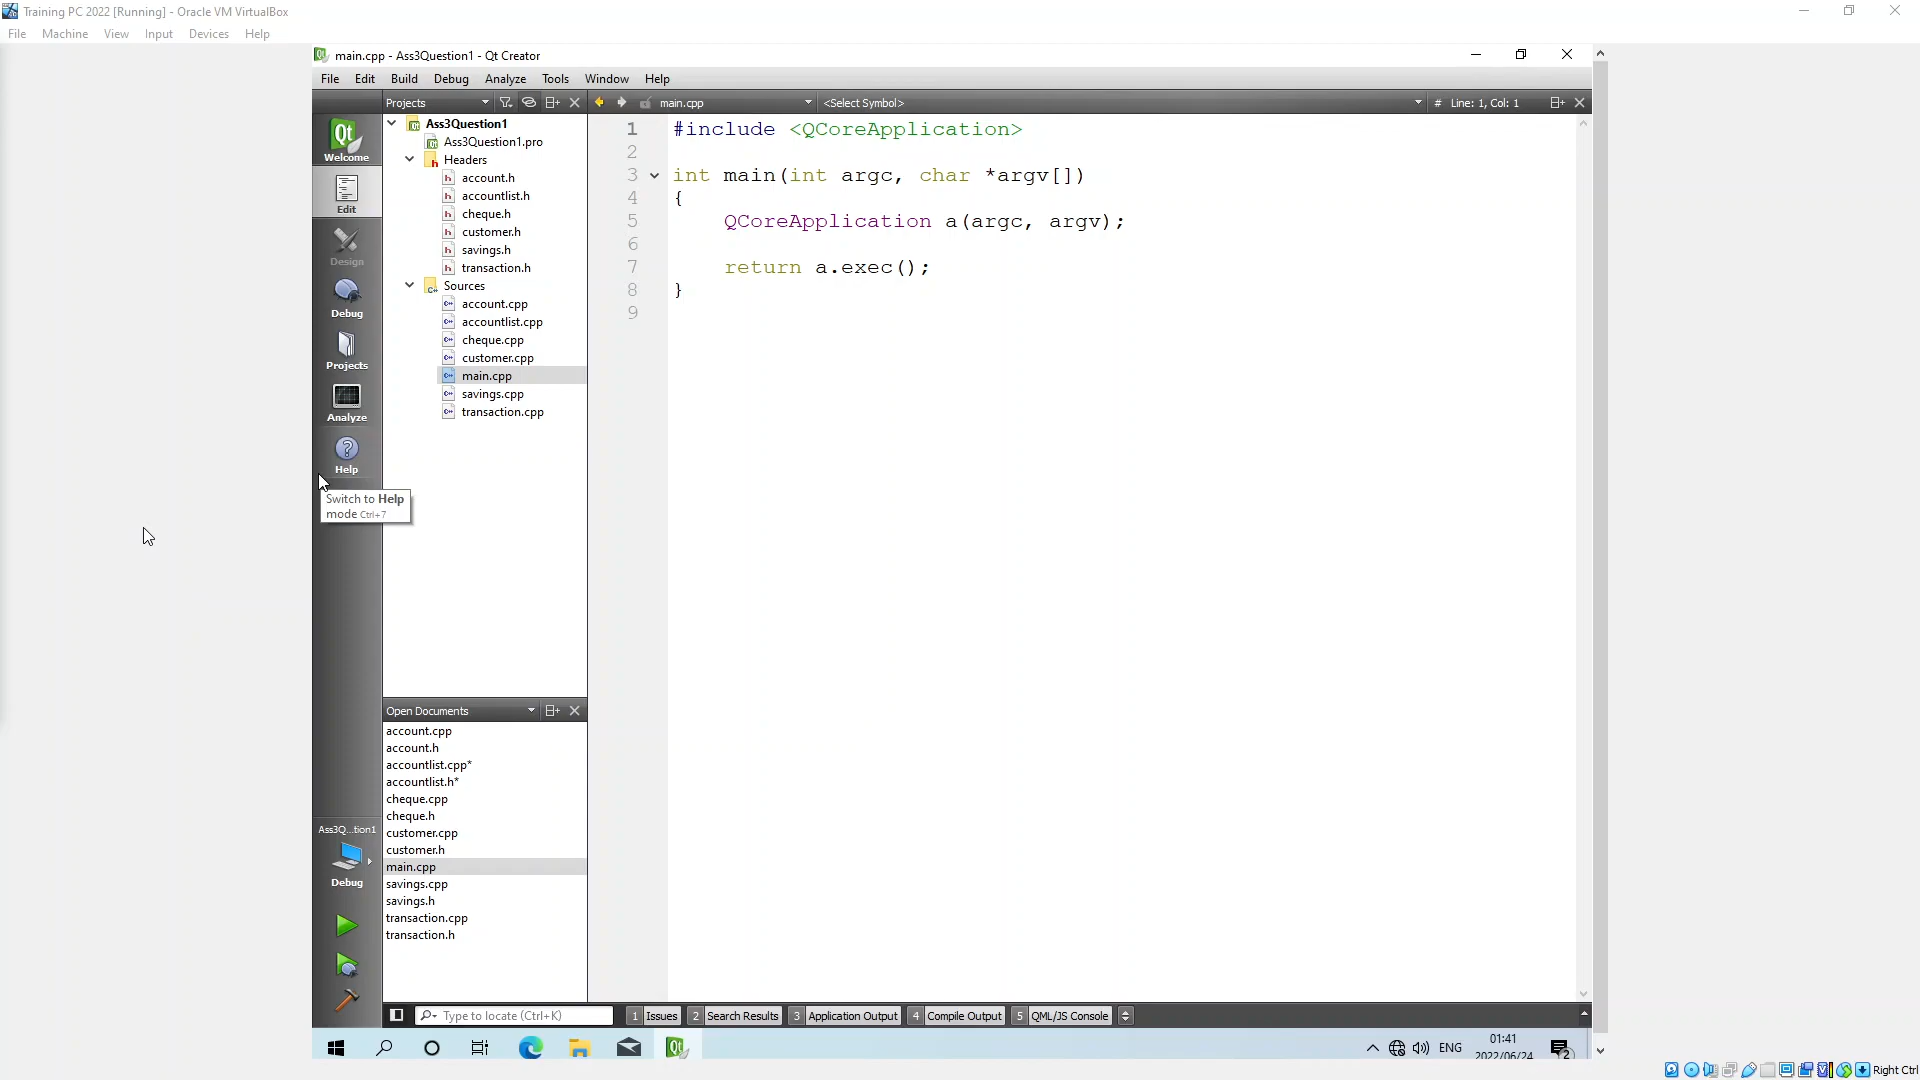 Training PC 2022 [Running] - Oracle VM VirtualBox
File Machine View Input Devices Help
main.cpp - Ass3Question1 - Qt Creator
File Edit Build Debug Analyze Tools Window Help
Projects
main.cpp
<Select Symbol>
# Line: 1, Col: 1
Welcome
Edit
Design
Debug
Projects
Analyze
Help
Switch to Help
mode Ctrl+7
Ass3Question1
Ass3Question1.pro
Headers
account.h
accountlist.h
cheque.h
customer.h
savings.h
transaction.h
Sources
account.cpp
accountlist.cpp
cheque.cpp
customer.cpp
main.cpp
savings.cpp
transaction.cpp
1 #include <QCoreApplication>
2
3 int main(int argc, char *argv[])
4 {
5 QCoreApplication a(argc, argv);
6
7 return a.exec();
8 }
9
Open Documents
account.cpp
account.h
accountlist.cpp*
accountlist.h*
cheque.cpp
cheque.h
customer.cpp
customer.h
main.cpp
savings.cpp
savings.h
transaction.cpp
transaction.h
Ass3Q...tion1
Debug
Type to locate (Ctrl+K)
1 Issues 2 Search Results 3 Application Output 4 Compile Output 5 QML/JS Console
ENG
01:41
2022/06/24
2
Right Ctrl